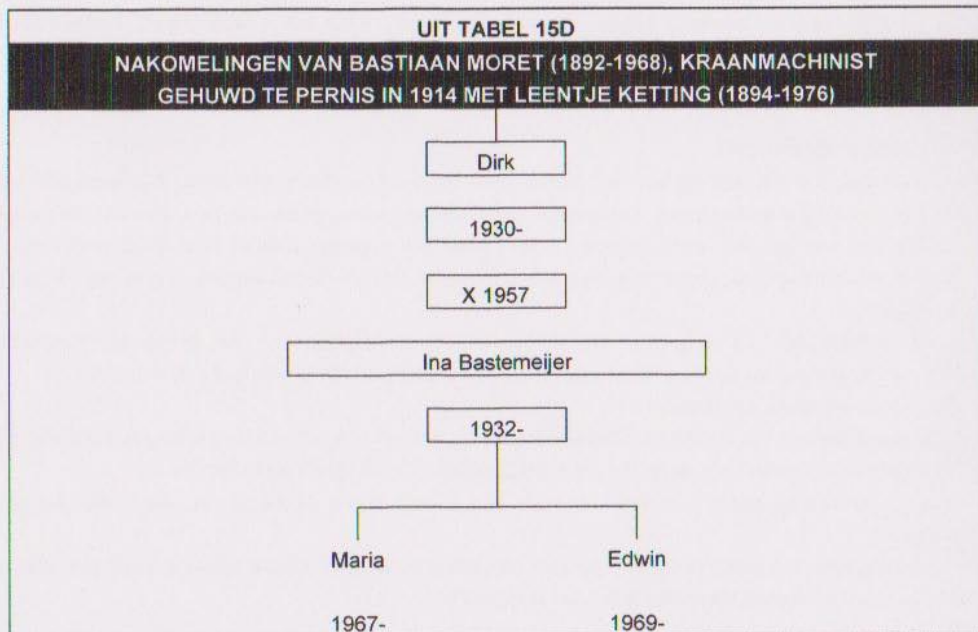 UIT TABEL 15D
NAKOMELINGEN VAN BASTIAAN MORET (1892-1968), KRAANMACHINIST
GEHUWD TE PERNIS IN 1914 MET LEENTJE KETTING (1894-1976)
Dirk
1930-
X 1957
Ina Bastemeijer
1932-
Maria Edwin
1967- 1969-